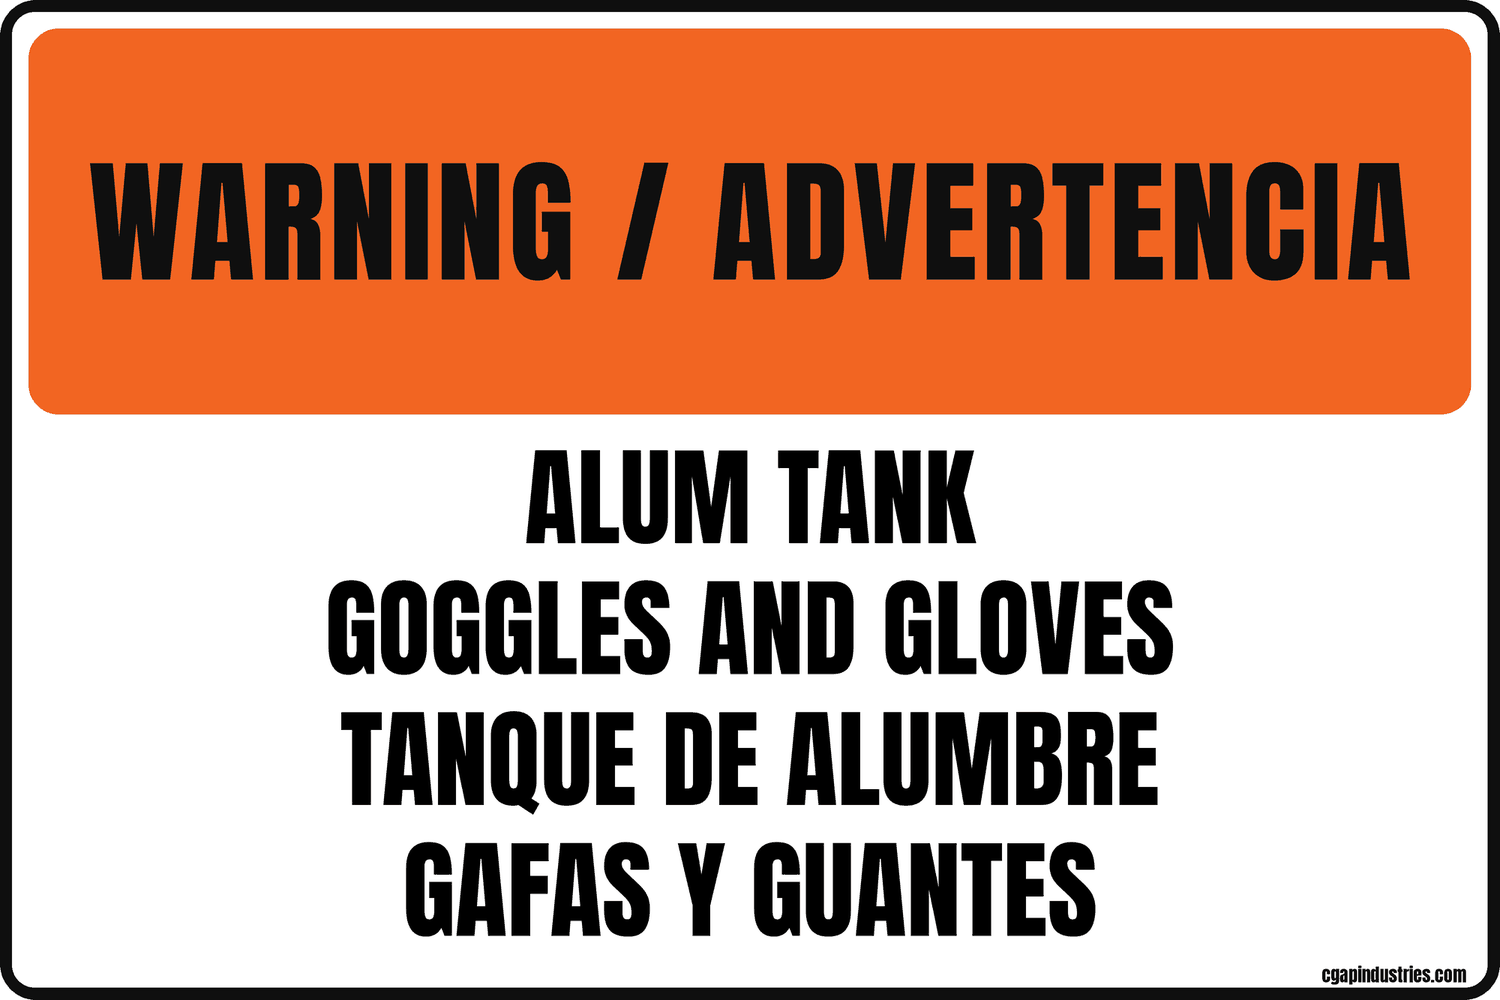 WARNING / ADVERTENCIA
ALUM TANK
GOGGLES AND GLOVES
TANQUE DE ALUMBRE
GAFAS Y GUANTES
cgapindustries.com